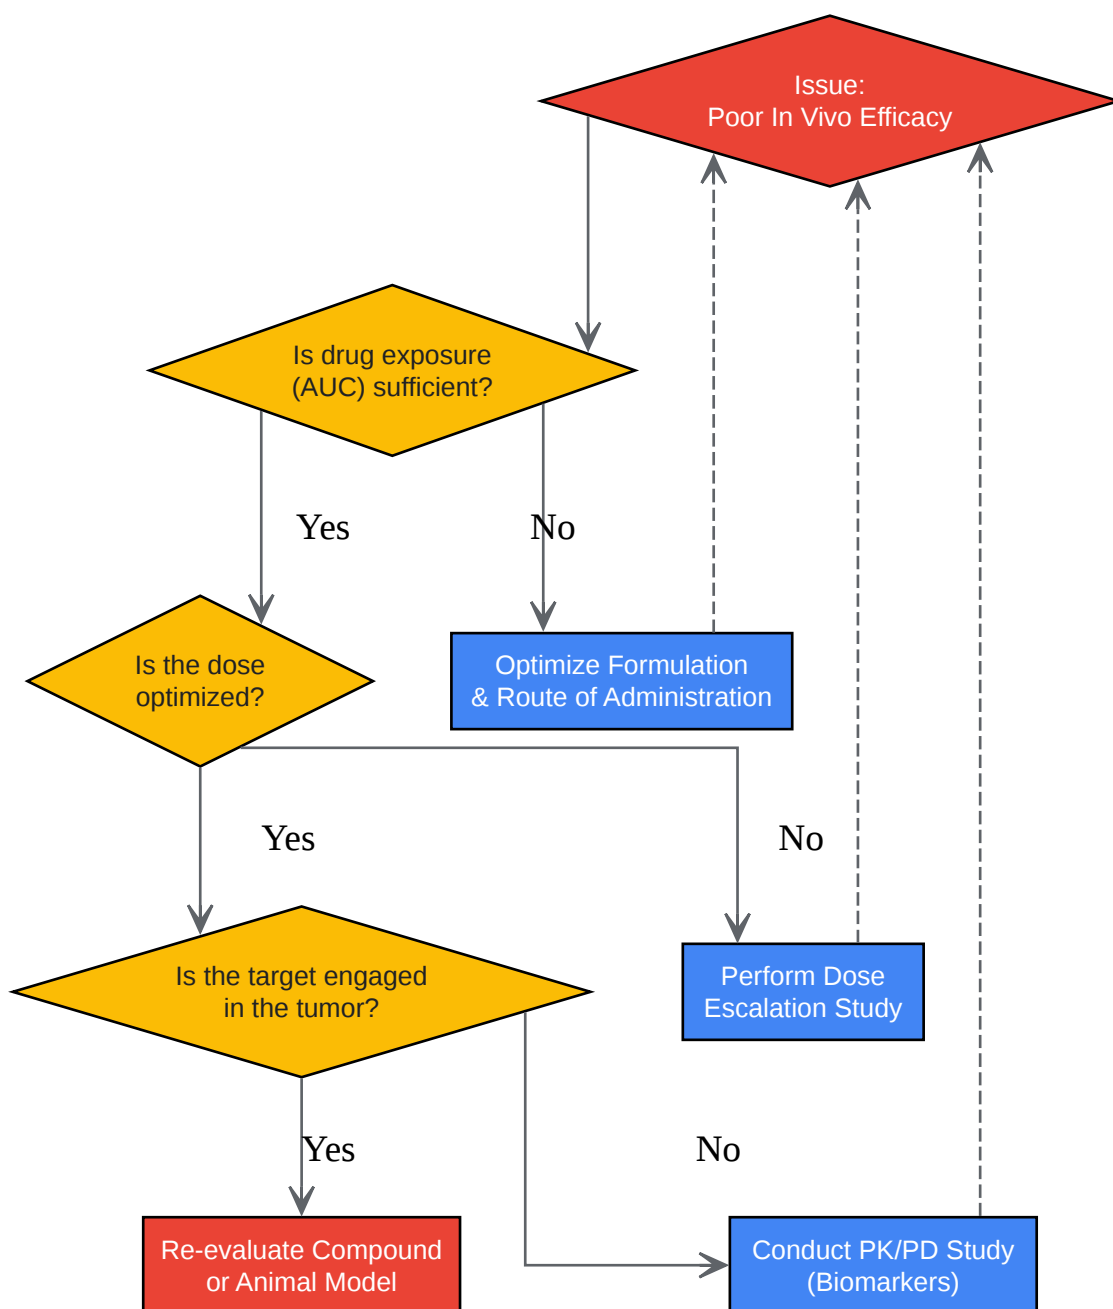 Issue:
Poor In Vivo Efficacy
Is drug exposure
(AUC) sufficient?
Yes
No
Is the dose
optimized?
Optimize Formulation
& Route of Administration
Yes
No
Is the target engaged
in the tumor?
Perform Dose
Escalation Study
Yes
No
Re-evaluate Compound
or Animal Model
Conduct PK/PD Study
(Biomarkers)